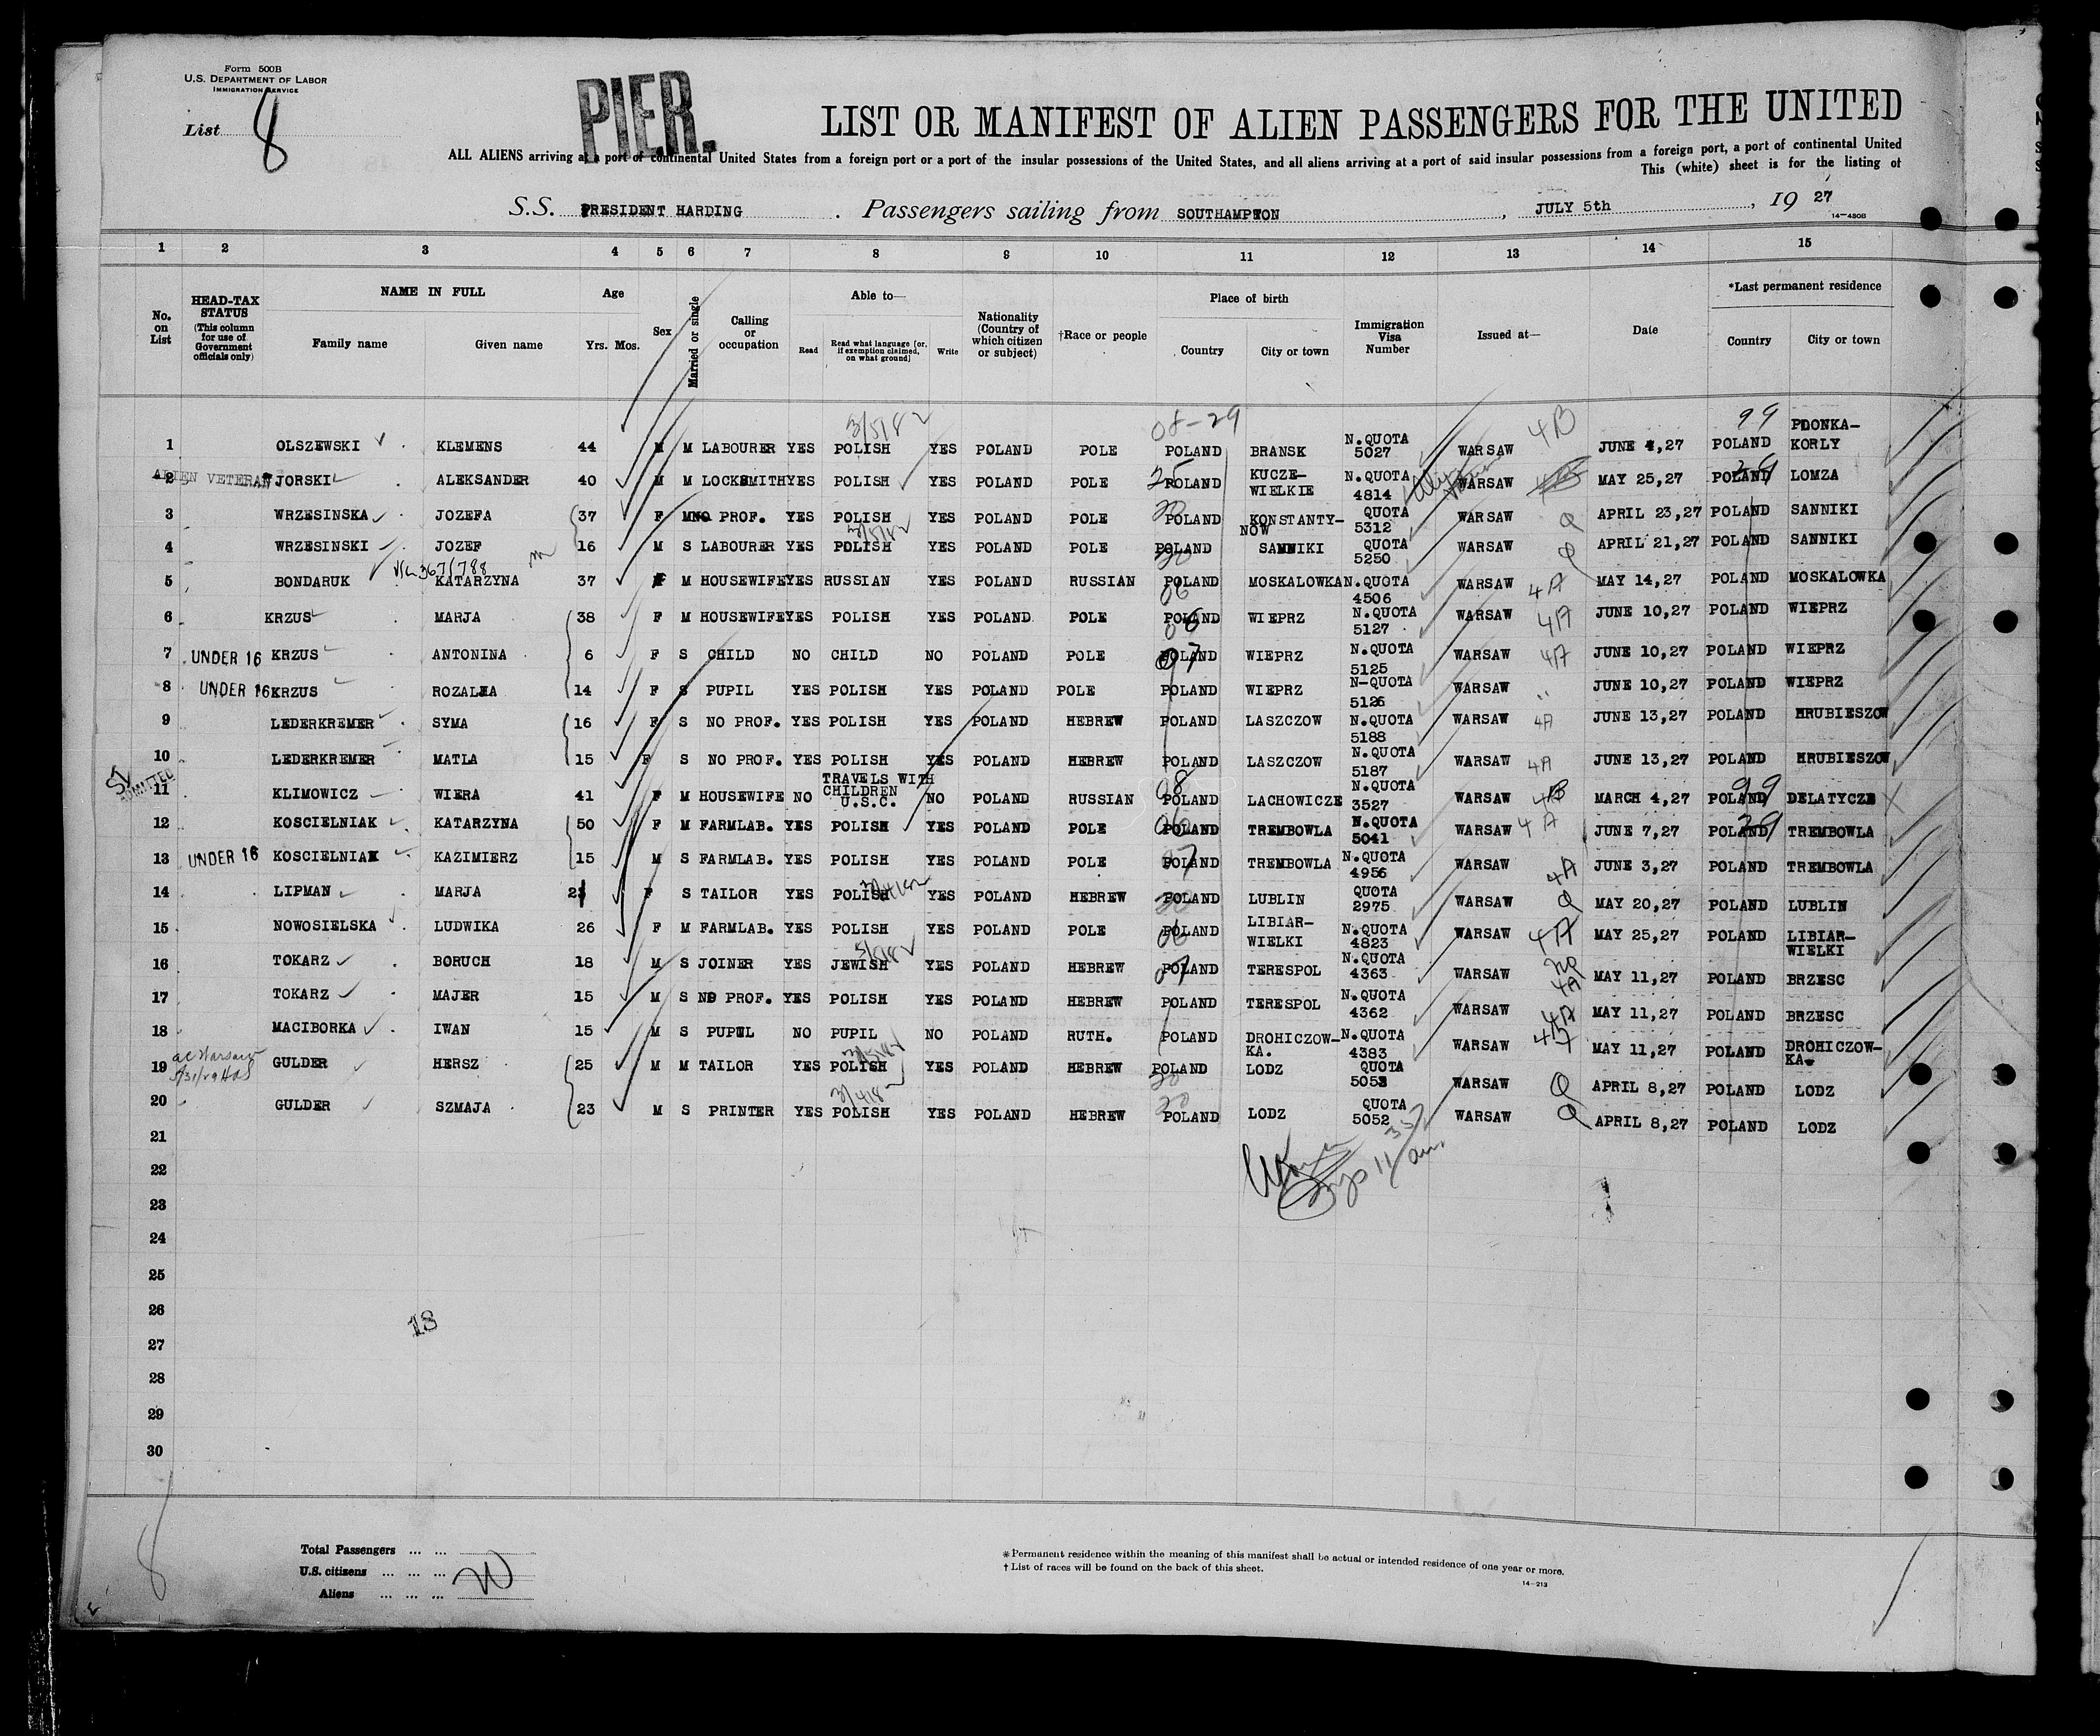 Form 500B
U.S. DEPARTMENT OF LABOR
IMMIGRATION SERVICE
List 8
PIER.
LIST OR MANIFEST OF ALIEN PASSENGERS FOR THE UNITED
ALL ALIENS arriving at a port of continental United States from a foreign port or a port of the insular possessions of the United States, and all aliens arriving at a port of said insular possessions from a foreign port, a port of continental United
This (white) sheet is for the listing of
S.S. PRESIDENT HARDING . Passengers sailing from SOUTHAMPTON , JULY 5th , 19 27
14-430B
1 2 3 4 5 6 7 8 9 10 11 12 13 14 15
No. on List
HEAD-TAX STATUS (This column for use of Government officials only)
NAME IN FULL
Family name Given name
Age
Yrs. Mos.
Sex
Married or single
Calling or occupation
Able to—
Read Read what language [or, if exemption claimed, on what ground] Write
Nationality (Country of which citizen or subject)
†Race or people
Place of birth
Country City or town
Immigration Visa Number
Issued at—
Date
*Last permanent residence
Country City or town
08-29 4B 99
1 OLSZEWSKI KLEMENS 44 M M LABOURER YES POLISH YES POLAND POLE POLAND BRANSK N.QUOTA 5027 WARSAW JUNE 4,27 POLAND PDONKA-KORLY
2 ALIEN VETERAN JORSKI ALEKSANDER 40 M M LOCKSMITH YES POLISH YES POLAND POLE POLAND KUCZE-WIELKIE N.QUOTA 4814 WARSAW MAY 25,27 POLAND LOMZA
3 WRZESINSKA JOZEFA 37 F M NO PROF. YES POLISH YES POLAND POLE POLAND KONSTANTY-NOW QUOTA 5312 WARSAW Q APRIL 23,27 POLAND SANNIKI
4 WRZESINSKI JOZEF 16 M S LABOURER YES POLISH YES POLAND POLE POLAND SANNIKI QUOTA 5250 WARSAW Q APRIL 21,27 POLAND SANNIKI
5 BONDARUK KATARZYNA 37 F M HOUSEWIFE YES RUSSIAN YES POLAND RUSSIAN POLAND MOSKALOWKA N.QUOTA 4506 WARSAW 4A MAY 14,27 POLAND MOSKALOWKA
6 KRZUS MARJA 38 F M HOUSEWIFE YES POLISH YES POLAND POLE POLAND WIEPRZ N.QUOTA 5127 WARSAW 4A JUNE 10,27 POLAND WIEPRZ
7 UNDER 16 KRZUS ANTONINA 6 F S CHILD NO CHILD NO POLAND POLE POLAND WIEPRZ N.QUOTA 5125 WARSAW 4A JUNE 10,27 POLAND WIEPRZ
8 UNDER 16 KRZUS ROZALHA 14 F S PUPIL YES POLISH YES POLAND POLE POLAND WIEPRZ N-QUOTA 5126 WARSAW " JUNE 10,27 POLAND WIEPRZ
9 LEDERKREMER SYMA 16 F S NO PROF. YES POLISH YES POLAND HEBREW POLAND LASZCZOW N.QUOTA 5188 WARSAW 4A JUNE 13,27 POLAND HRUBIESZOW
10 LEDERKREMER MATLA 15 F S NO PROF. YES POLISH YES POLAND HEBREW POLAND LASZCOW N.QUOTA 5187 WARSAW 4A JUNE 13,27 POLAND HRUBIESZOW
11 SI ADMITTED KLIMOWICZ WIERA 41 F M HOUSEWIFE NO TRAVELS WITH CHILDREN U.S.C. NO POLAND RUSSIAN POLAND LACHOWICZE N.QUOTA 3527 WARSAW 4B MARCH 4,27 POLAND DELATYCZE
12 KOSCIELNIAK KATARZYNA 50 F M FARMLAB. YES POLISH YES POLAND POLE POLAND TREMBOWLA N.QUOTA 5041 WARSAW 4A JUNE 7,27 POLAND TREMBOWLA
13 UNDER 16 KOSCIELNIAK KAZIMIERZ 15 M S FARMLAB. YES POLISH YES POLAND POLE POLAND TREMBOWLA N.QUOTA 4956 WARSAW 4A JUNE 3,27 POLAND TREMBOWLA
14 LIPMAN MARJA F S TAILOR YES POLISH YES POLAND HEBREW POLAND LUBLIN QUOTA 2975 WARSAW Q MAY 20,27 POLAND LUBLIN
15 NOWOSIELSKA LUDWIKA 26 F M FARMLAB. YES POLISH YES POLAND POLE POLAND LIBIAR-WIELKI N.QUOTA 4823 WARSAW 4A MAY 25,27 POLAND LIBIAR-WIELKI
16 TOKARZ BORUCH 18 M S JOINER YES JEWISH YES POLAND HEBREW POLAND TERESPOL N.QUOTA 4363 WARSAW MAY 11,27 POLAND BRZESC
17 TOKARZ MAJER 15 M S NO PROF. YES POLISH YES POLAND HEBREW POLAND TERESPOL N.QUOTA 4362 WARSAW 4A MAY 11,27 POLAND BRZESC
18 MACIBORKA IWAN 15 M S PUPIL NO PUPIL NO POLAND RUTH. POLAND DROHICZOW-KA. N.QUOTA 4383 WARSAW 4A MAY 11,27 POLAND DROHICZOW-KA.
19 GULDER HERSZ 25 M M TAILOR YES POLISH YES POLAND HEBREW POLAND LODZ QUOTA 5053 WARSAW Q APRIL 8,27 POLAND LODZ
20 GULDER SZMAJA 23 M S PRINTER YES POLISH YES POLAND HEBREW POLAND LODZ QUOTA 5052 WARSAW Q APRIL 8,27 POLAND LODZ
21
22
23
24
25
26
27
28
29
30
18
Total Passengers ... ...
U.S. citizens ... ... ...
Aliens ... ... ...
* Permanent residence within the meaning of this manifest shall be actual or intended residence of one year or more.
† List of races will be found on the back of this sheet.
14-213
8